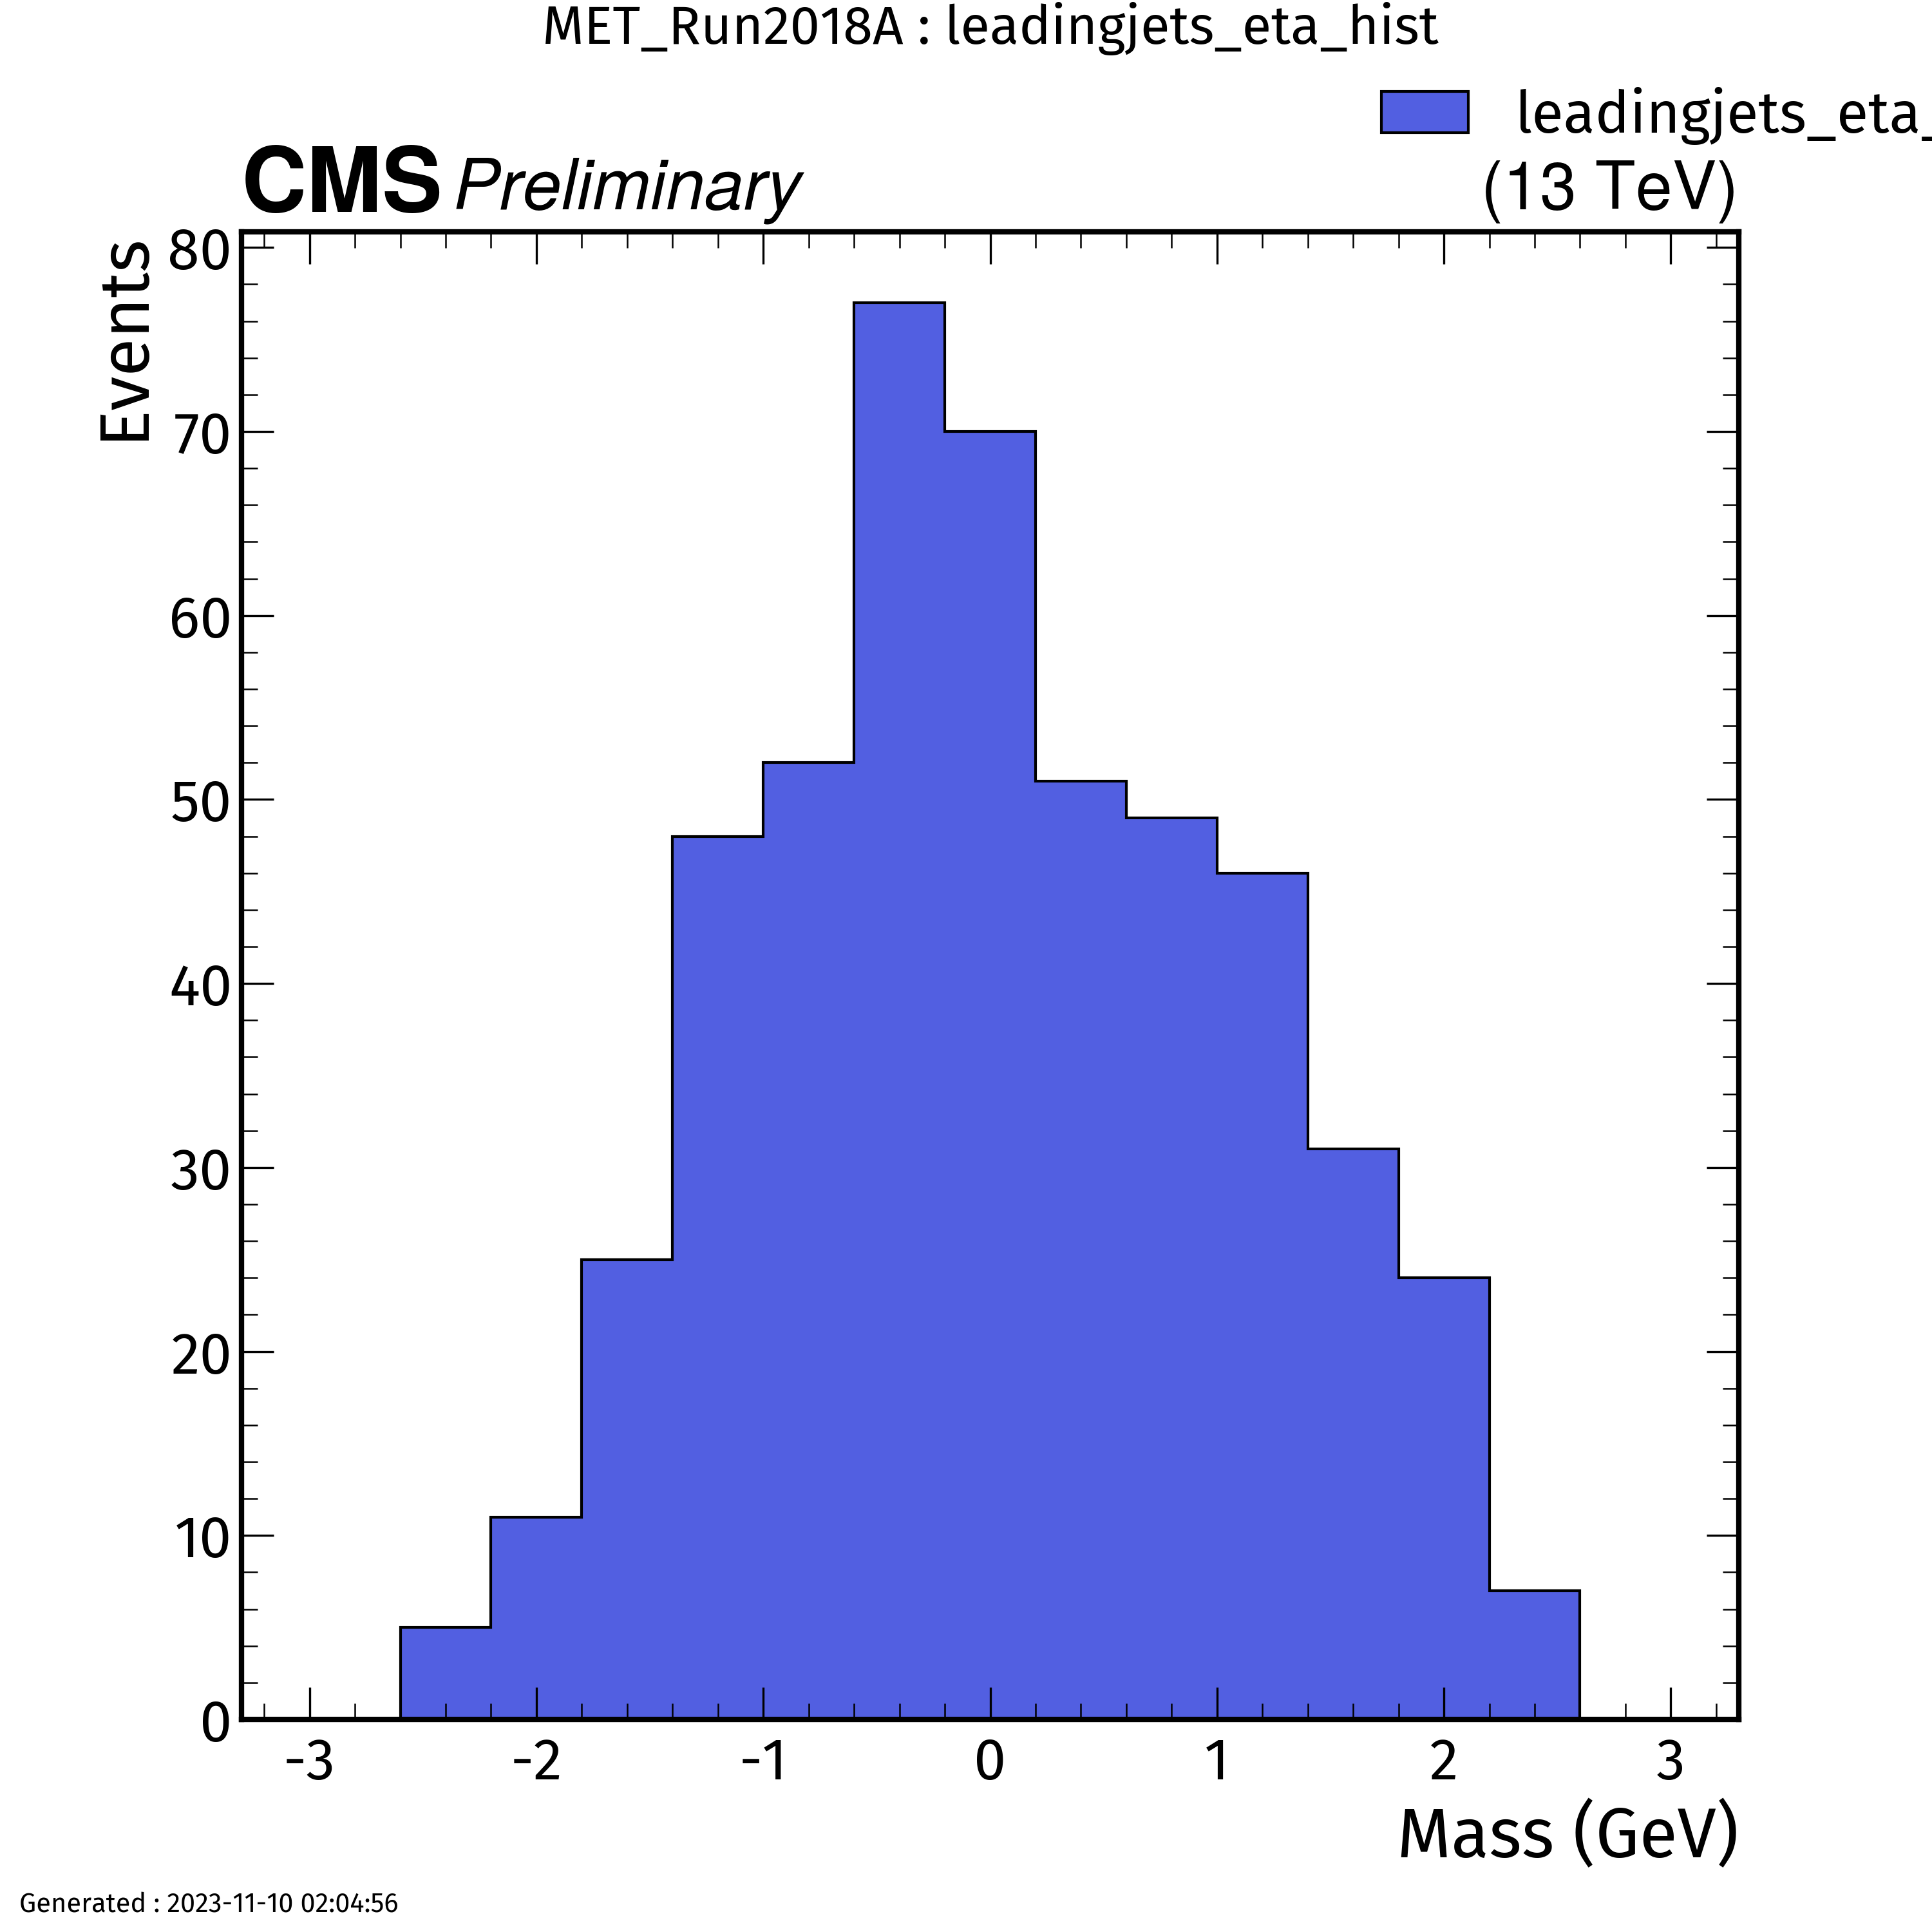 MET_Run2018A : leadingjets_eta_hist
leadingjets_eta_
CMS Preliminary (13 TeV)
Events
80
70
60
50
40
30
20
10
0
-3 -2 -1 0 1 2 3
Mass (GeV)
Generated : 2023-11-10 02:04:56